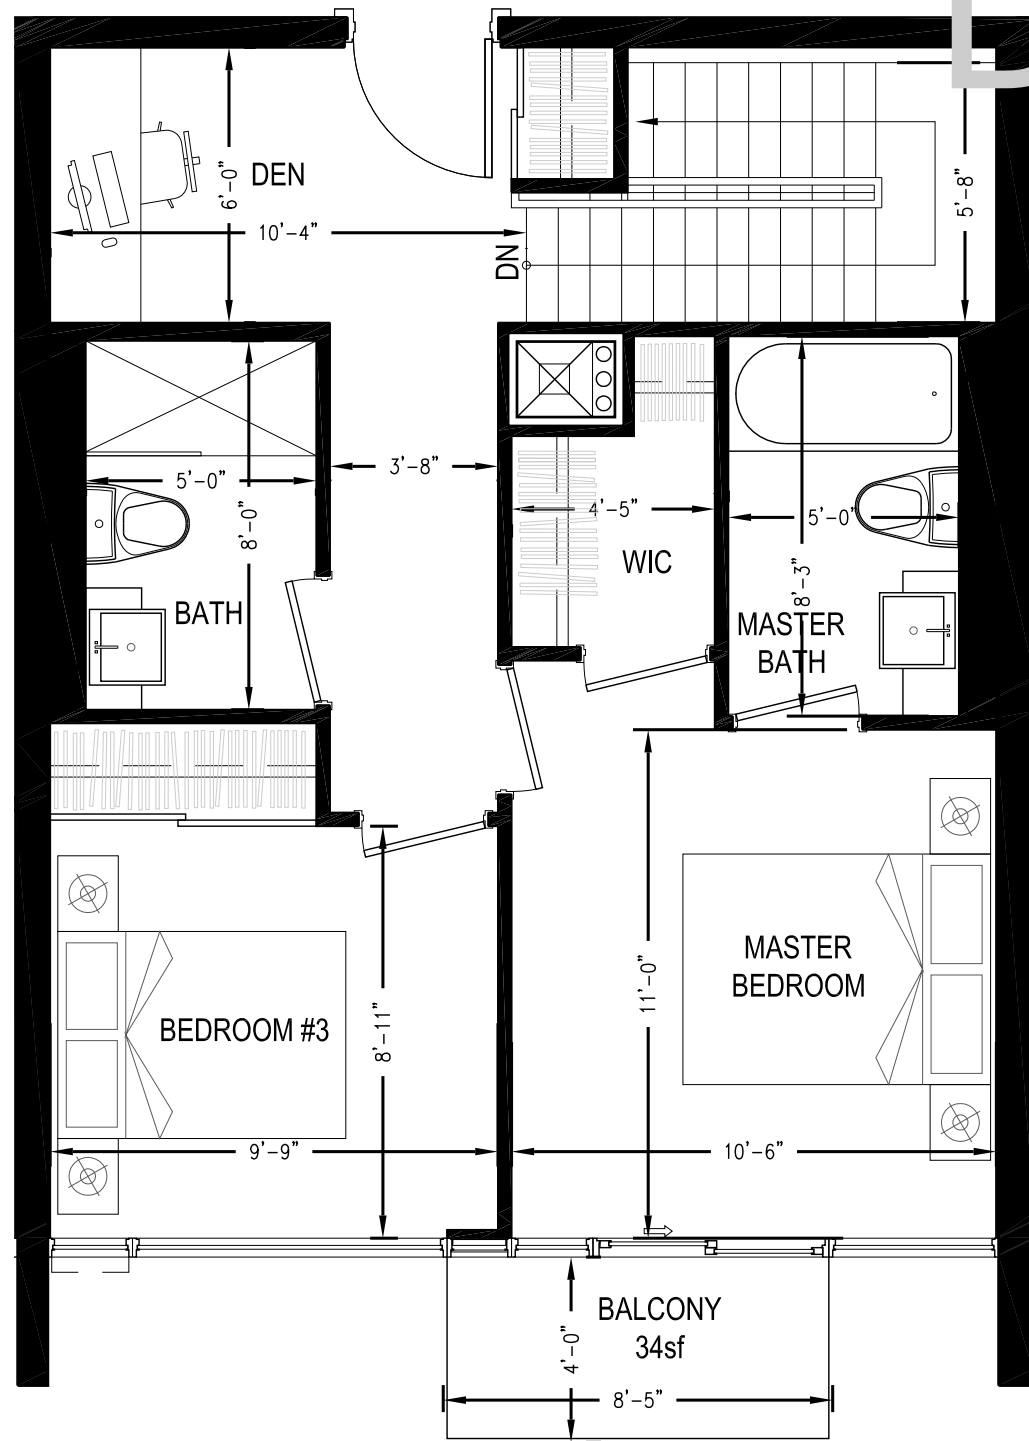 DEN
6'-0"
10'-4"
DN
5'-8"
3'-8"
5'-0"
8'-0"
BATH
4'-5"
WIC
5'-0"
8'-3"
MASTER
BATH
11'-0"
MASTER
BEDROOM
BEDROOM #3
8'-11"
9'-9"
10'-6"
BALCONY
34sf
4'-0"
8'-5"